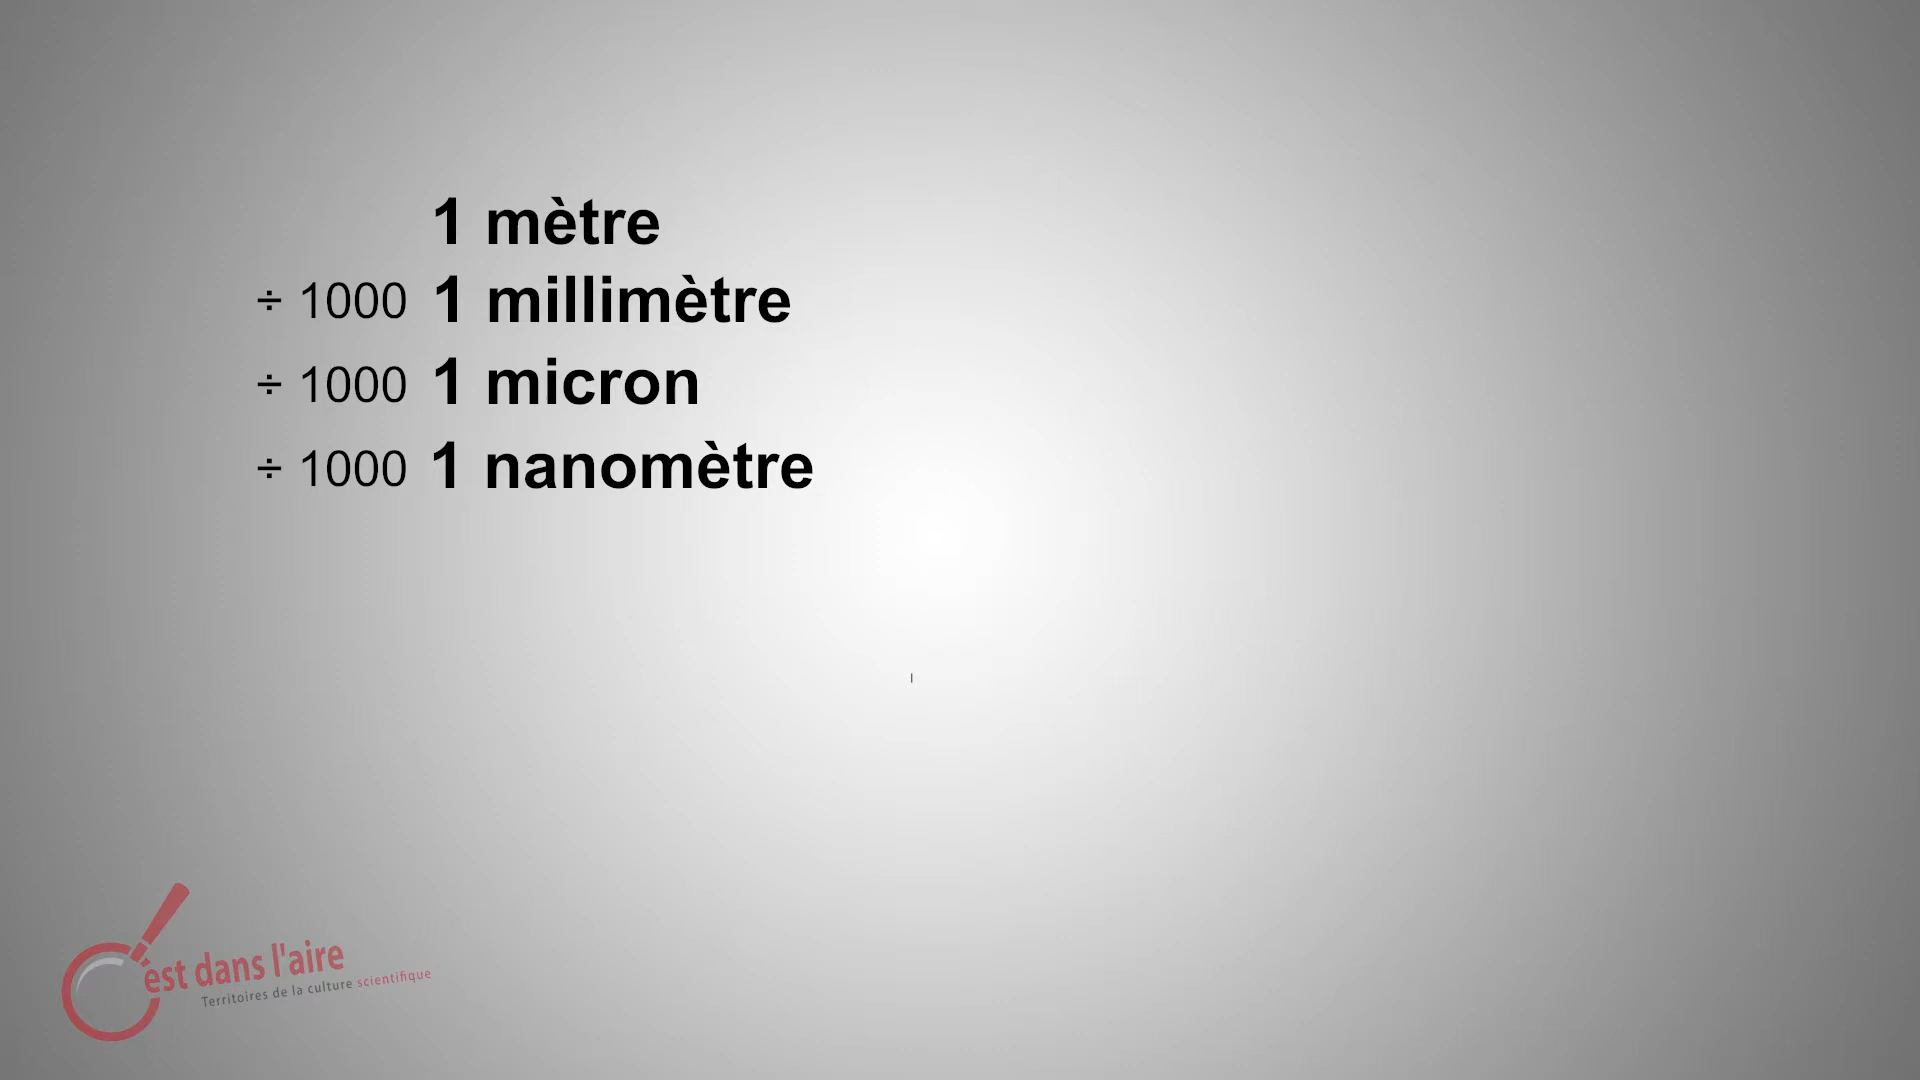 1 mètre
÷ 1000 1 millimètre
÷ 1000 1 micron
÷ 1000 1 nanomètre
C'est dans l'aire
Territoires de la culture scientifique